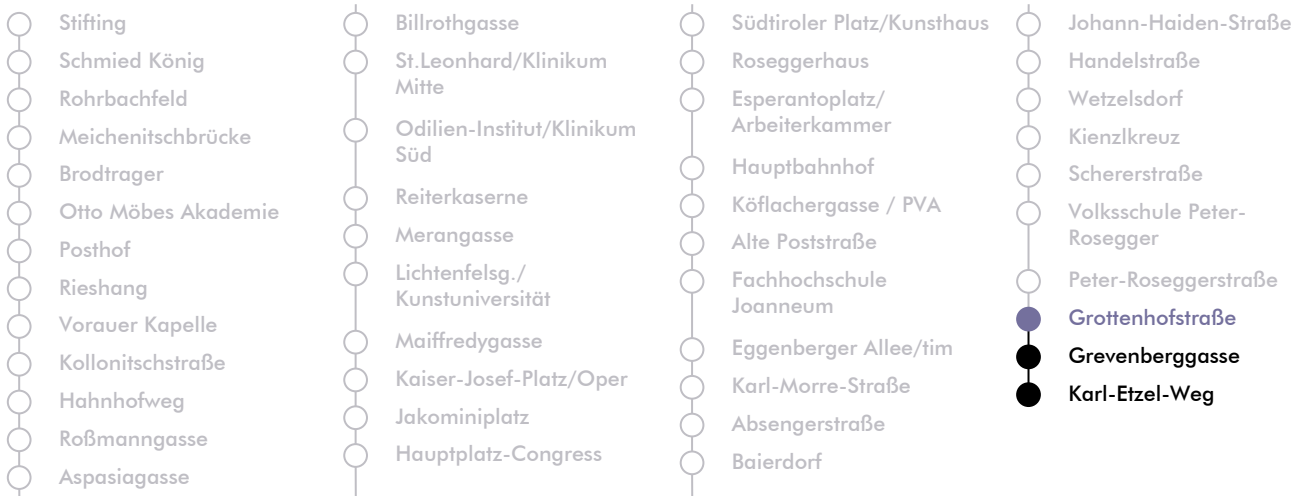 Stifting
Schmied König
Rohrbachfeld
Meichenitschbrücke
Brodtrager
Otto Möbes Akademie
Posthof
Rieshang
Vorauer Kapelle
Kollonitschstraße
Hahnhofweg
Roßmanngasse
Aspasiagasse
Billrothgasse
St.Leonhard/Klinikum
Mitte
Odilien-Institut/Klinikum
Süd
Reiterkaserne
Merangasse
Lichtenfelsg./
Kunstuniversität
Maiffredygasse
Kaiser-Josef-Platz/Oper
Jakominiplatz
Hauptplatz-Congress
Südtiroler Platz/Kunsthaus
Roseggerhaus
Esperantoplatz/
Arbeiterkammer
Hauptbahnhof
Köflachergasse / PVA
Alte Poststraße
Fachhochschule
Joanneum
Eggenberger Allee/tim
Karl-Morre-Straße
Absengerstraße
Baierdorf
Johann-Haiden-Straße
Handelstraße
Wetzelsdorf
Kienzlkreuz
Schererstraße
Volksschule Peter-
Rosegger
Peter-Roseggerstraße
Grottenhofstraße
Grevenberggasse
Karl-Etzel-Weg